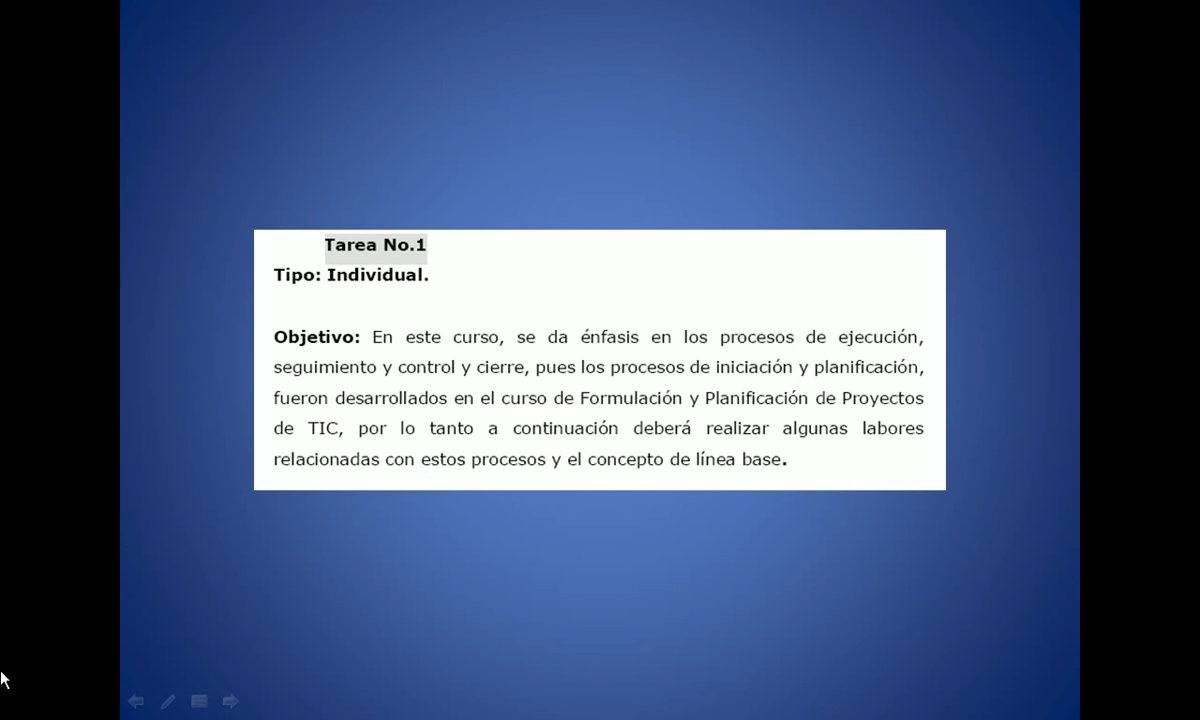 Tarea No.1
Tipo: Individual.
Objetivo: En este curso, se da énfasis en los procesos de ejecución,
seguimiento y control y cierre, pues los procesos de iniciación y planificación,
fueron desarrollados en el curso de Formulación y Planificación de Proyectos
de TIC, por lo tanto a continuación deberá realizar algunas labores
relacionadas con estos procesos y el concepto de línea base.